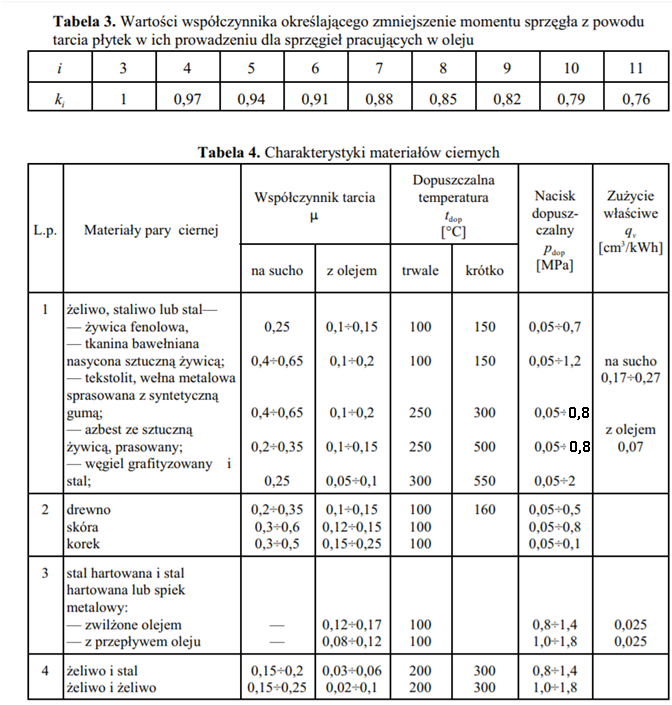 Tabela 3. Wartości współczynnika określającego zmniejszenie momentu sprzęgła z powodu
tarcia płytek w ich prowadzeniu dla sprzęgieł pracujących w oleju
i 3 4 5 6 7 8 9 10 11
kᵢ 1 0,97 0,94 0,91 0,88 0,85 0,82 0,79 0,76
Tabela 4. Charakterystyki materiałów ciernych
L.p. Materiały pary ciernej Współczynnik tarcia μ Dopuszczalna temperatura t_dop [°C] Nacisk dopusz-czalny p_dop [MPa] Zużycie właściwe q_v [cm³/kWh]
na sucho z olejem trwale krótko
1 żeliwo, staliwo lub stal—
— żywica fenolowa, 0,25 0,1÷0,15 100 150 0,05÷0,7
— tkanina bawełniana
nasycona sztuczną żywicą; 0,4÷0,65 0,1÷0,2 100 150 0,05÷1,2 na sucho
— tekstolit, wełna metalowa 0,17÷0,27
sprasowana z syntetyczną
gumą; 0,4÷0,65 0,1÷0,2 250 300 0,05÷0,8
— azbest ze sztuczną z olejem
żywicą, prasowany; 0,2÷0,35 0,1÷0,15 250 500 0,05÷0,8 0,07
— węgiel grafityzowany i
stal; 0,25 0,05÷0,1 300 550 0,05÷2
2 drewno 0,2÷0,35 0,1÷0,15 100 160 0,05÷0,5
skóra 0,3÷0,6 0,12÷0,15 100 0,05÷0,8
korek 0,3÷0,5 0,15÷0,25 100 0,05÷0,1
3 stal hartowana i stal
hartowana lub spiek
metalowy:
— zwilżone olejem — 0,12÷0,17 100 0,8÷1,4 0,025
— z przepływem oleju — 0,08÷0,12 100 1,0÷1,8 0,025
4 żeliwo i stal 0,15÷0,2 0,03÷0,06 200 300 0,8÷1,4
żeliwo i żeliwo 0,15÷0,25 0,02÷0,1 200 300 1,0÷1,8